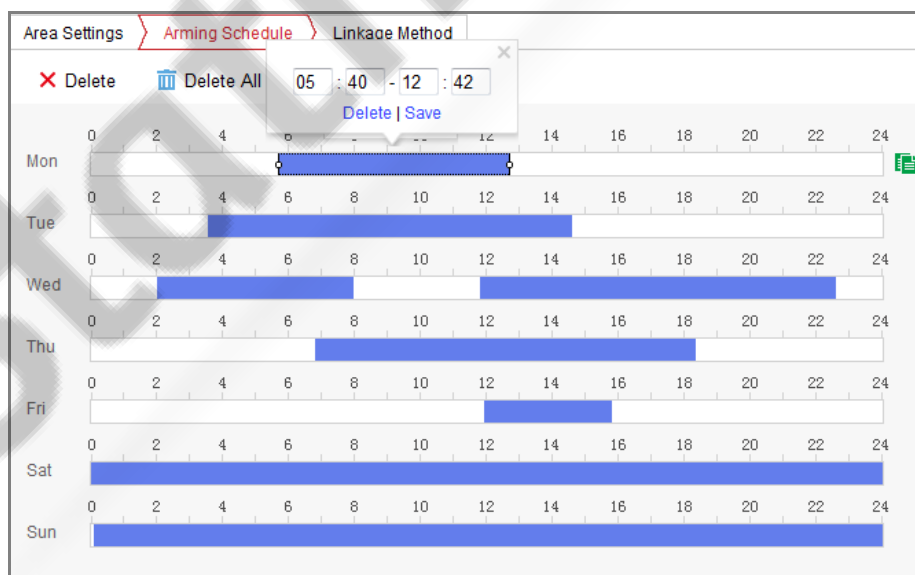 Area Settings Arming Schedule Linkage Method
Delete Delete All
05 : 40 - 12 : 42
Delete | Save
0 2 4 6 12 14 16 18 20 22 24
Mon
0 2 4 6 8 10 12 14 16 18 20 22 24
Tue
0 2 4 6 8 10 12 14 16 18 20 22 24
Wed
0 2 4 6 8 10 12 14 16 18 20 22 24
Thu
0 2 4 6 8 10 12 14 16 18 20 22 24
Fri
0 2 4 6 8 10 12 14 16 18 20 22 24
Sat
0 2 4 6 8 10 12 14 16 18 20 22 24
Sun